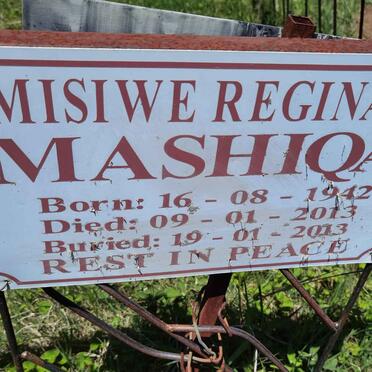 MISIWE REGINA
MASHIQA
Born: 16 - 08 - 1942
Died: 09 - 01 - 2013
Buried: 19 - 01 - 2013
REST IN PEACE